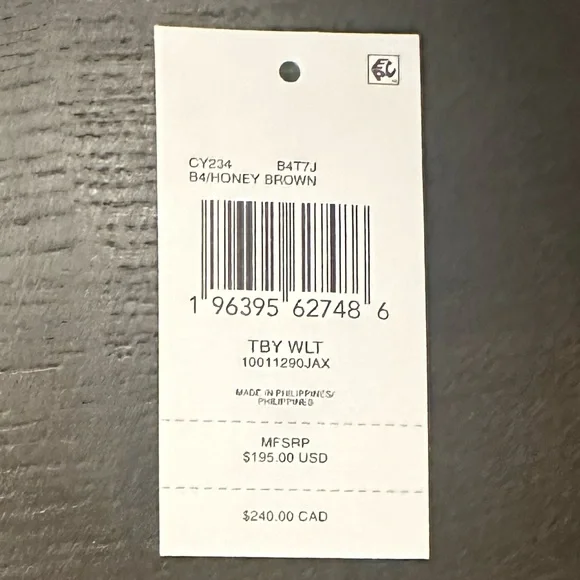 EPC
CY234 B4T7J
B4/HONEY BROWN
1 96395 62748 6
TBY WLT
10011290JAX
MADE IN PHILIPPINES/
MFSRP
$195.00 USD
$240.00 CAD